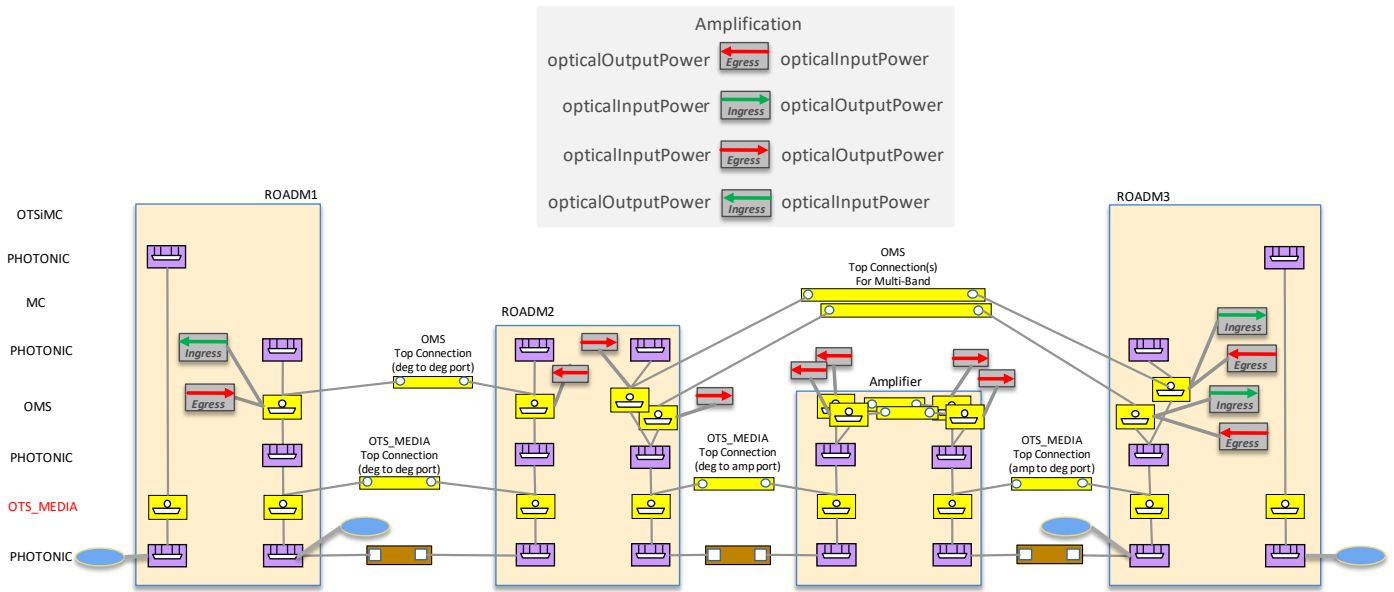 Amplification
opticalOutputPower Egress opticalInputPower
opticalInputPower Ingress opticalOutputPower
opticalInputPower Egress opticalOutputPower
opticalOutputPower Ingress opticalInputPower
ROADM1
ROADM3
OTSiMC
PHOTONIC
OMS
Top Connection(s)
For Multi-Band
MC
ROADM2
Ingress
OMS
Top Connection
(deg to deg port)
PHOTONIC
Ingress
Egress
Amplifier
Egress
Ingress
OMS
Egress
OTS_MEDIA
Top Connection
(deg to deg port)
OTS_MEDIA
Top Connection
(deg to amp port)
OTS_MEDIA
Top Connection
(amp to deg port)
PHOTONIC
OTS_MEDIA
PHOTONIC